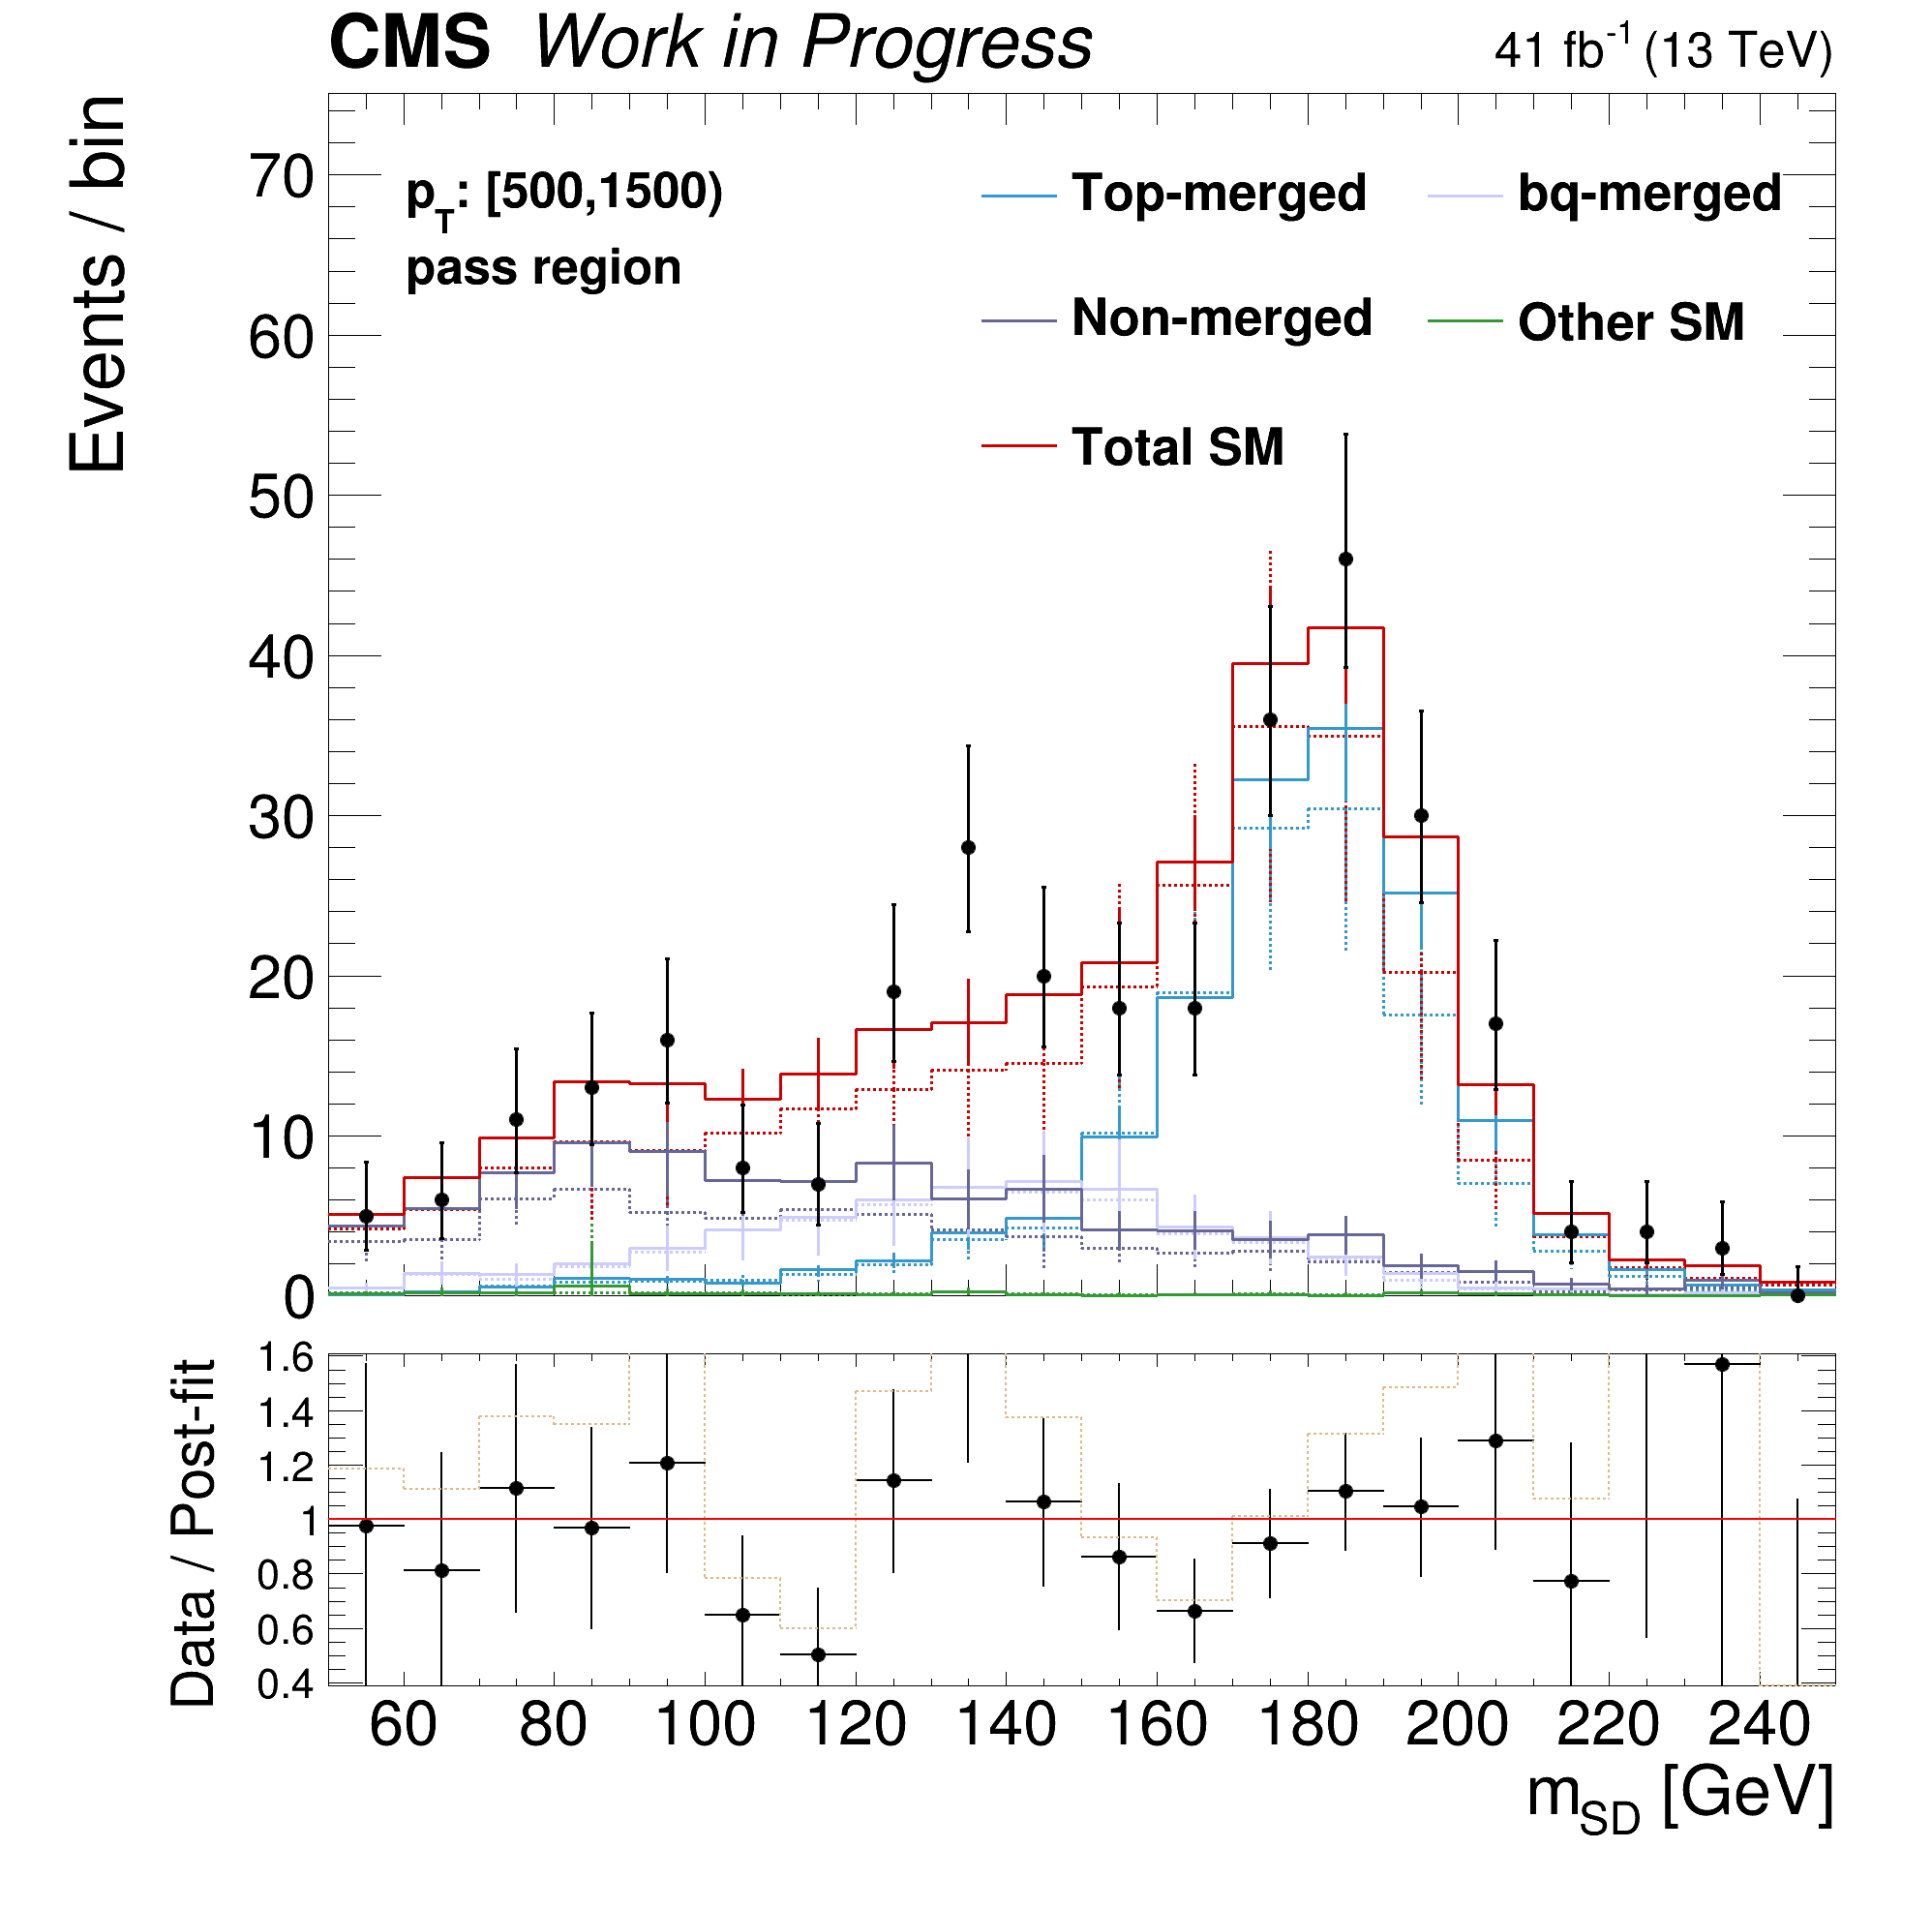 CMS Work in Progress
41 fb-1 (13 TeV)
Events / bin
70
60
50
40
30
20
10
0
pT: [500,1500)
pass region
Top-merged
bq-merged
Non-merged
Other SM
Total SM
Data / Post-fit
1.6
1.4
1.2
1
0.8
0.6
0.4
60 80 100 120 140 160 180 200 220 240
mSD [GeV]